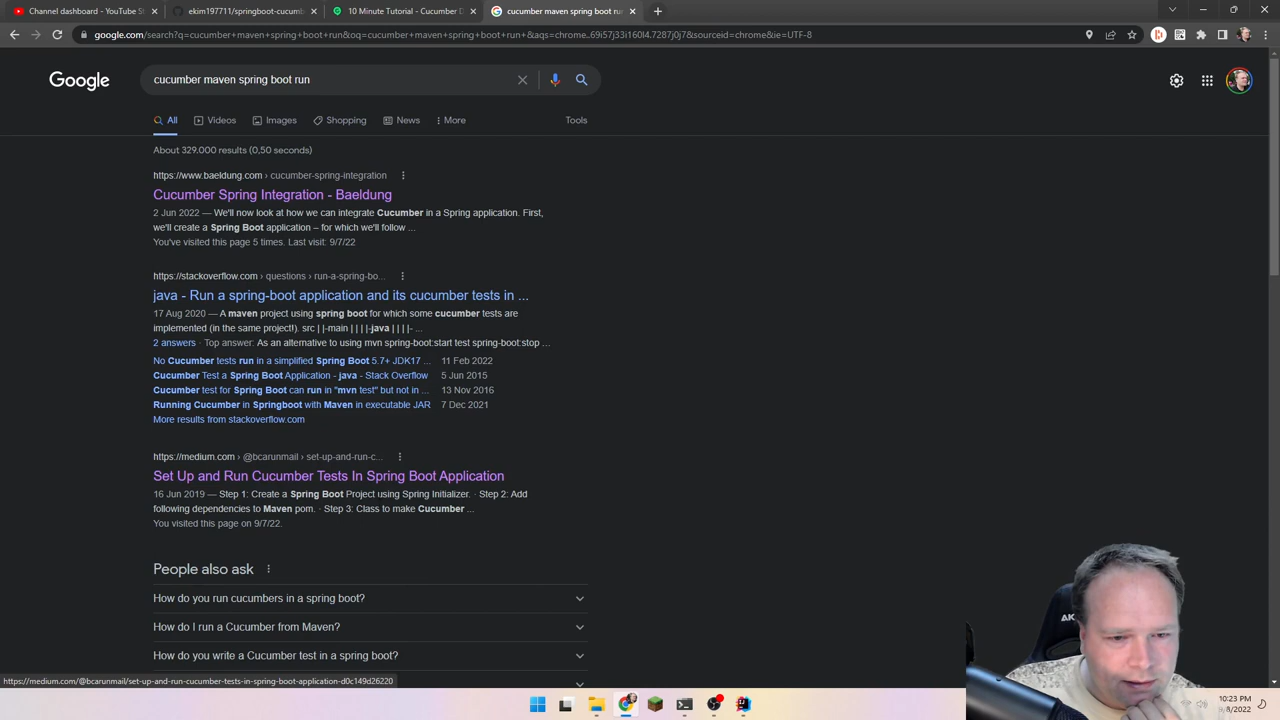 Channel dashboard - YouTube St
ekim197711/springboot-cucumb
10 Minute Tutorial - Cucumber D
cucumber maven spring boot run
google.com/search?q=cucumber+maven+spring+boot+run&oq=cucumber+maven+spring+boot+run+&aqs=chrome..69i57j33i160l4.7287j0j7&sourceid=chrome&ie=UTF-8
Google
cucumber maven spring boot run
All
Videos
Images
Shopping
News
More
Tools
About 329.000 results (0,50 seconds)
https://www.baeldung.com › cucumber-spring-integration
Cucumber Spring Integration - Baeldung
2 Jun 2022 — We'll now look at how we can integrate Cucumber in a Spring application. First,
we'll create a Spring Boot application – for which we'll follow ...
You've visited this page 5 times. Last visit: 9/7/22
https://stackoverflow.com › questions › run-a-spring-bo...
java - Run a spring-boot application and its cucumber tests in ...
17 Aug 2020 — A maven project using spring boot for which some cucumber tests are
implemented (in the same project!). src | |-main | | | |-java | | | |- ...
2 answers · Top answer: As an alternative to using mvn spring-boot:start test spring-boot:stop ...
No Cucumber tests run in a simplified Spring Boot 5.7+ JDK17 ... 11 Feb 2022
Cucumber Test a Spring Boot Application - java - Stack Overflow 5 Jun 2015
Cucumber test for Spring Boot can run in "mvn test" but not in ... 13 Nov 2016
Running Cucumber in Springboot with Maven in executable JAR 7 Dec 2021
More results from stackoverflow.com
https://medium.com › @bcarunmail › set-up-and-run-c...
Set Up and Run Cucumber Tests In Spring Boot Application
16 Jun 2019 — Step 1: Create a Spring Boot Project using Spring Initializer. · Step 2: Add
following dependencies to Maven pom. · Step 3: Class to make Cucumber ...
You visited this page on 9/7/22.
People also ask
How do you run cucumbers in a spring boot?
How do I run a Cucumber from Maven?
How do you write a Cucumber test in a spring boot?
https://medium.com/@bcarunmail/set-up-and-run-cucumber-tests-in-spring-boot-application-d0c149d26220
AK
10:23 PM
/8/2022